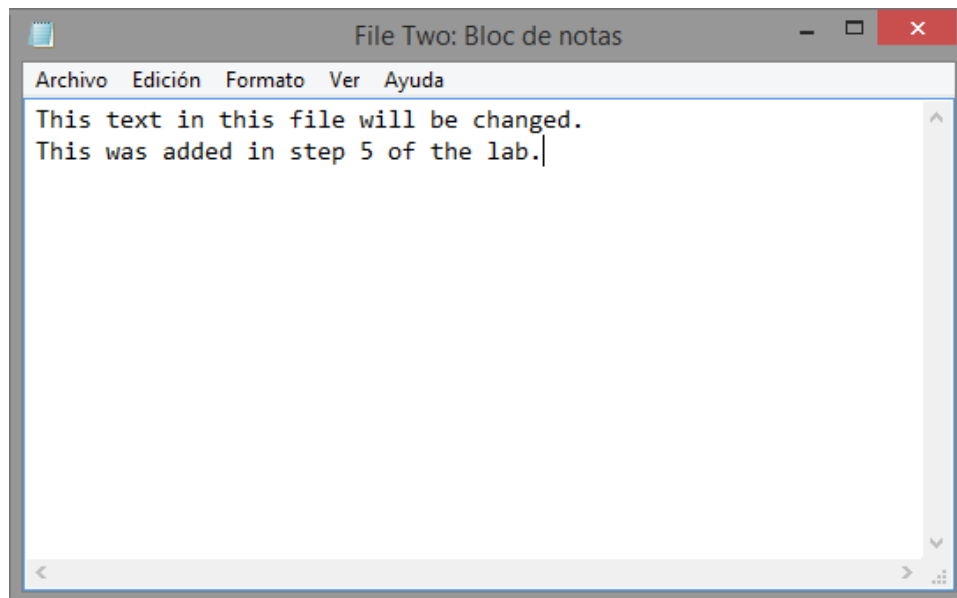 File Two: Bloc de notas
Archivo Edición Formato Ver Ayuda
This text in this file will be changed.
This was added in step 5 of the lab.